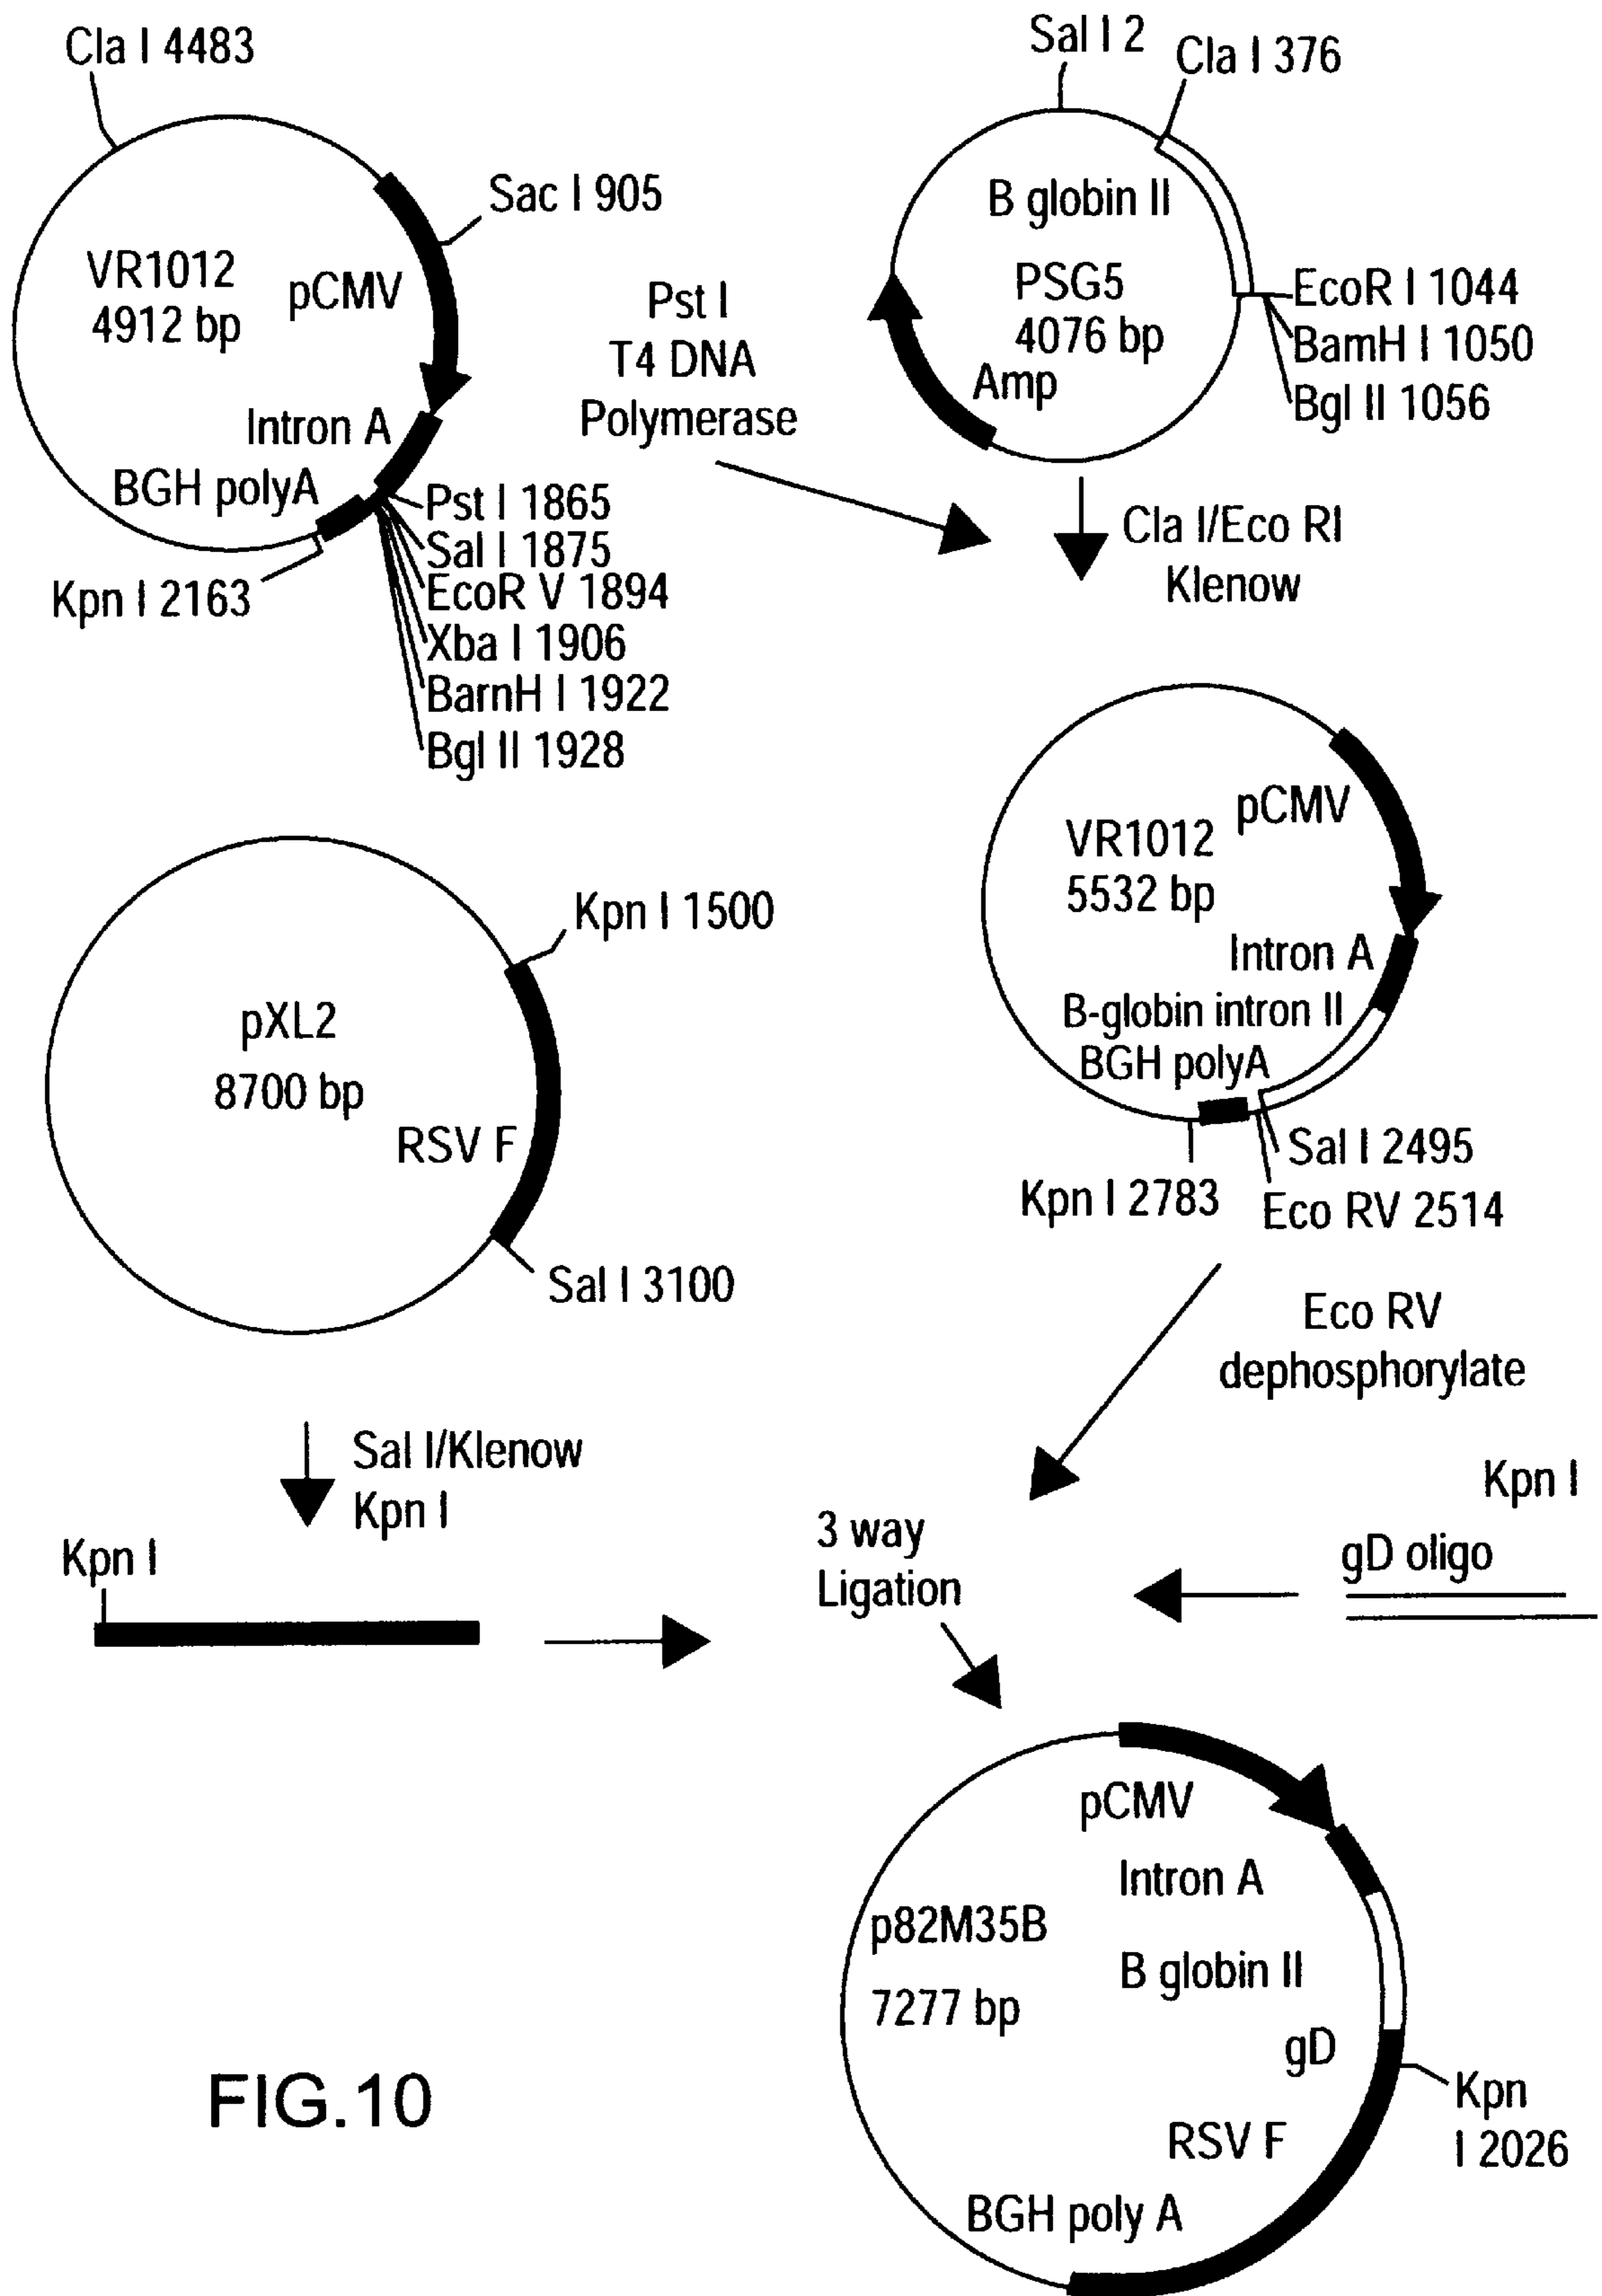 Cla I 4483
Sac I 905
VR1012
4912 bp
pCMV
Intron A
BGH polyA
Pst I 1865
Sal I 1875
EcoR V 1894
Xba I 1906
BarnH I 1922
Bgl II 1928
Kpn I 2163
Pst I
T4 DNA
Polymerase
Sal I 2
Cla I 376
B globin II
PSG5
4076 bp
Amp
EcoR I 1044
BamH I 1050
Bgl II 1056
Cla I/Eco RI
Klenow
pCMV
VR1012
5532 bp
Intron A
B-globin intron II
BGH polyA
Sal I 2495
Kpn I 2783
Eco RV 2514
Kpn I 1500
pXL2
8700 bp
RSV F
Sal I 3100
Eco RV
dephosphorylate
Sal I/Klenow
Kpn I
Kpn I
3 way
Ligation
Kpn I
gD oligo
pCMV
Intron A
p82M35B
7277 bp
B globin II
gD
Kpn
I 2026
RSV F
BGH poly A
FIG.10